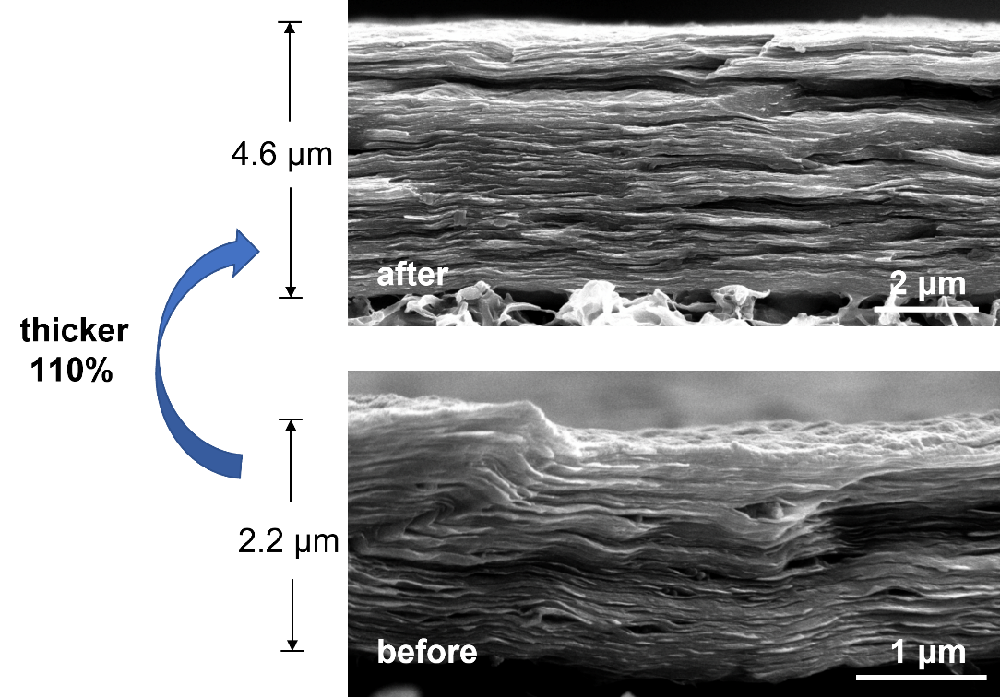 4.6 µm
after
2 µm
thicker
110%
2.2 µm
before
1 µm